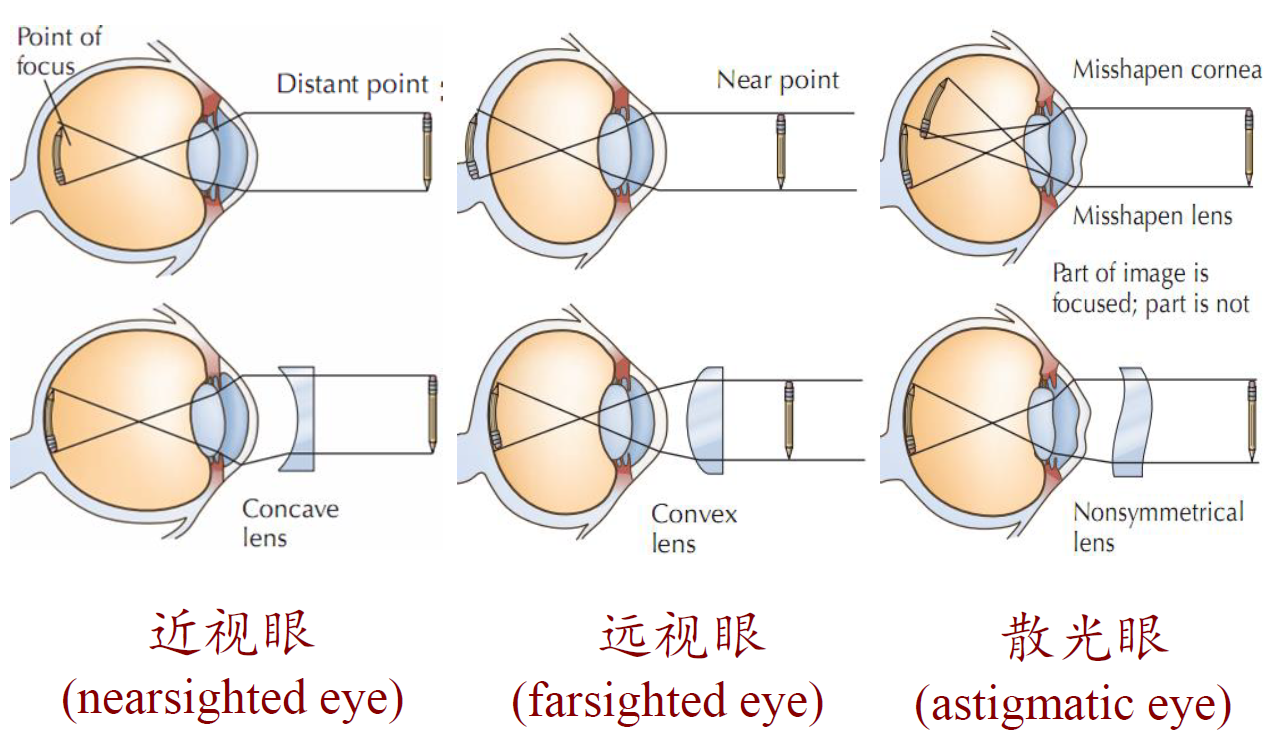 Point of
focus
Distant point :
Near point
Misshapen cornea
Misshapen lens
Part of image is
focused; part is not
Concave
lens
Convex
lens
Nonsymmetrical
lens
近视眼
(nearsighted eye)
远视眼
(farsighted eye)
散光眼
(astigmatic eye)